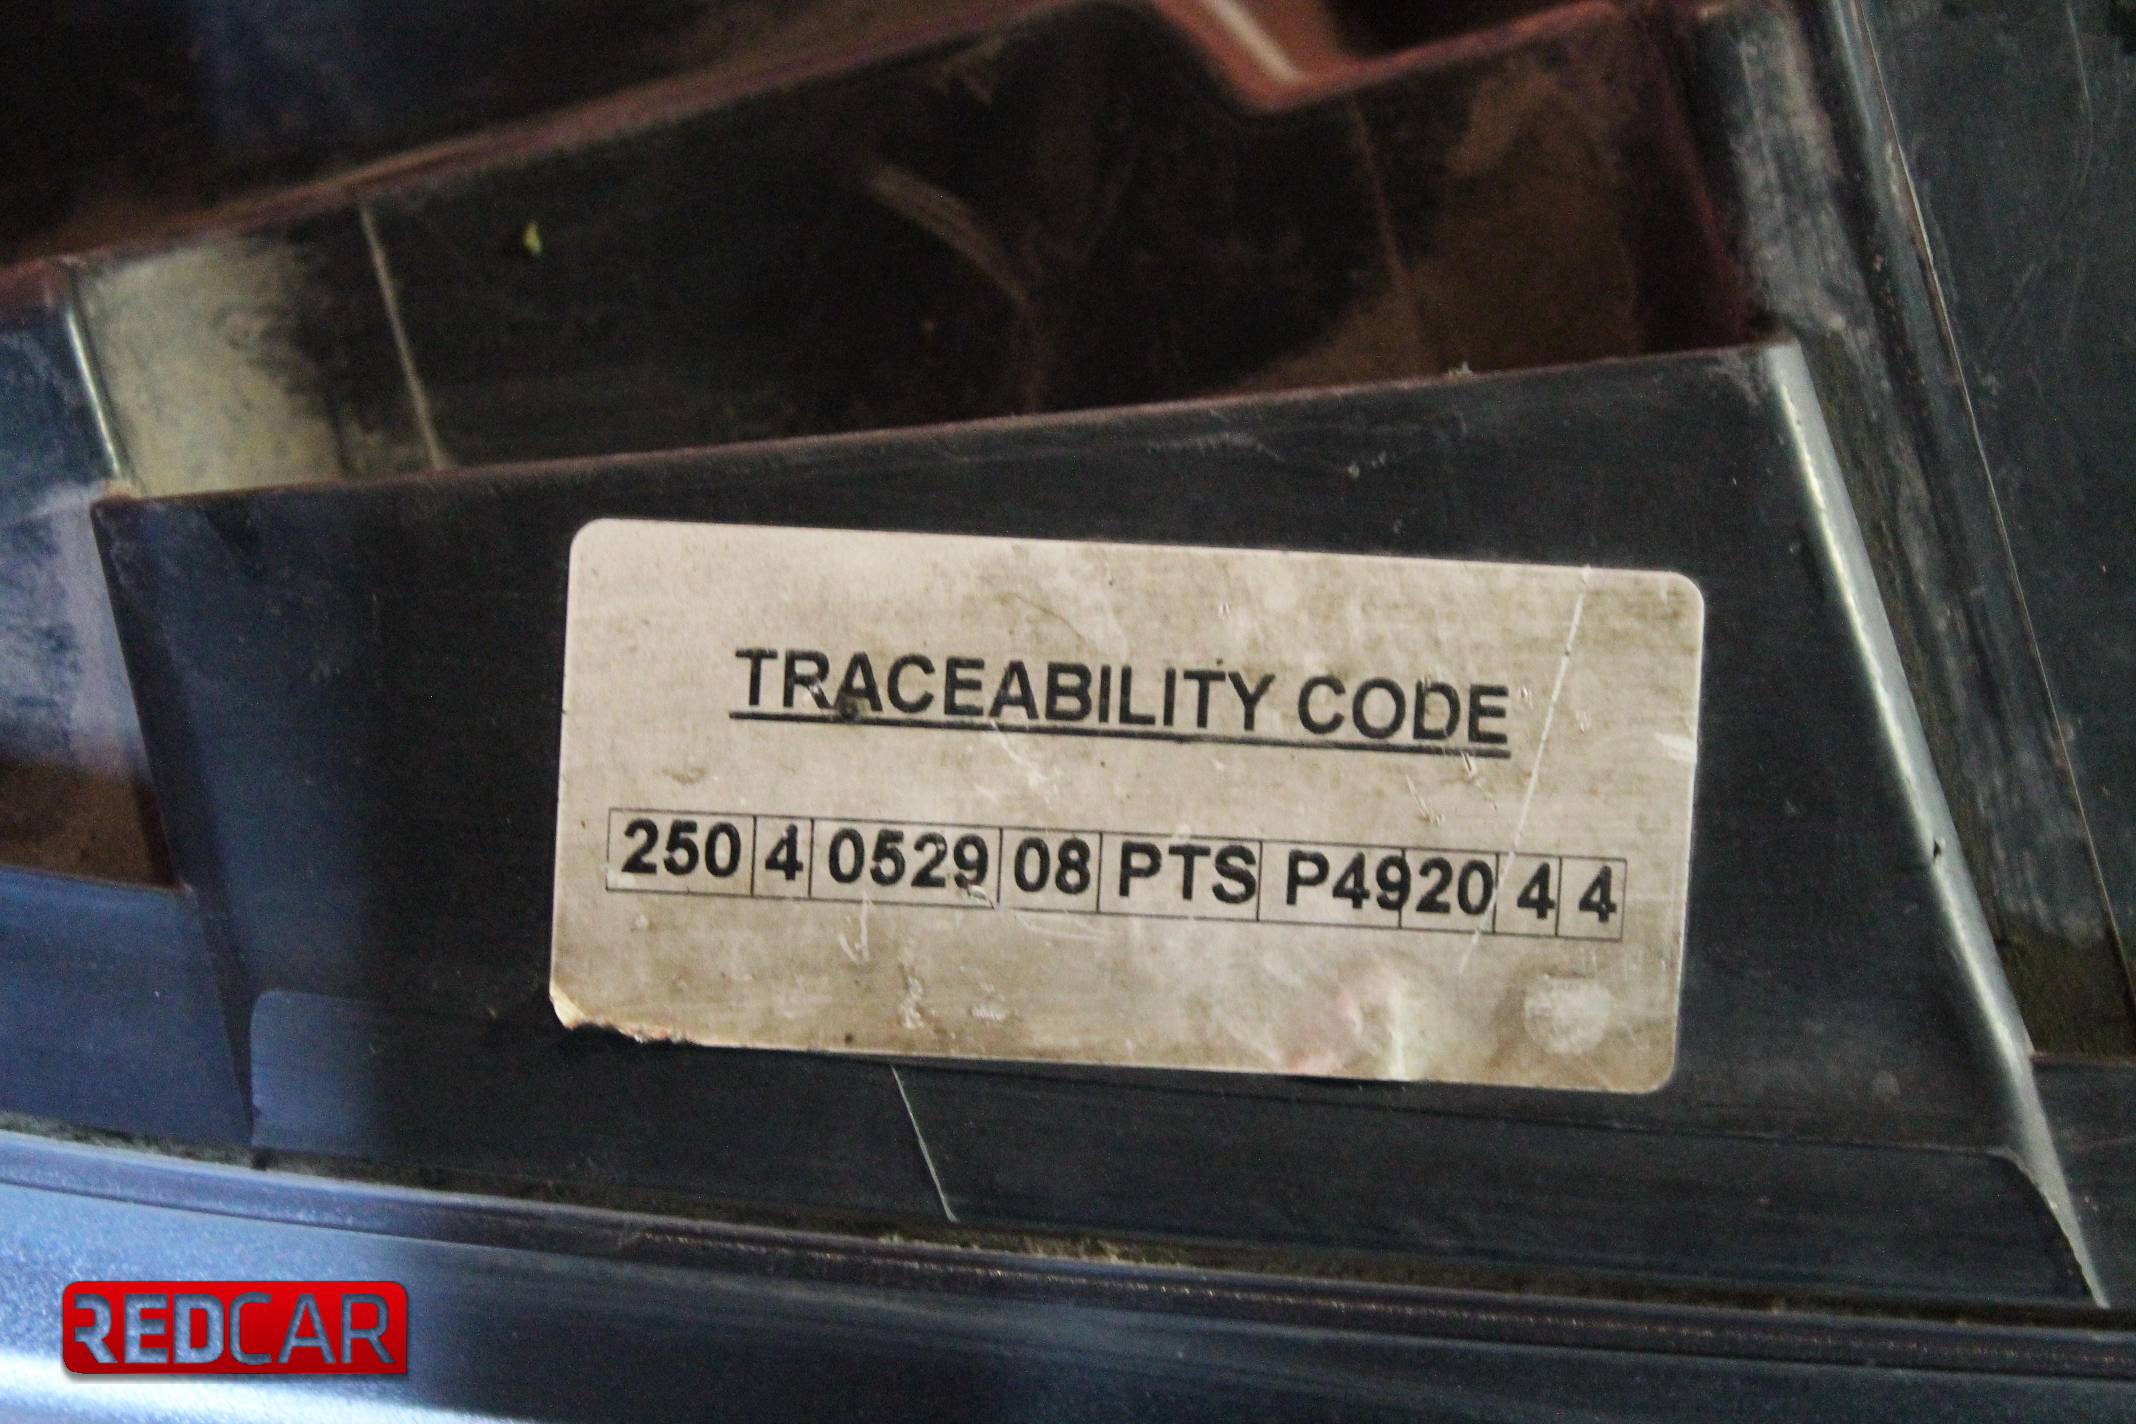 TRACEABILITY CODE
250 4 0529 08 PTS P4920 4 4
REDCAR